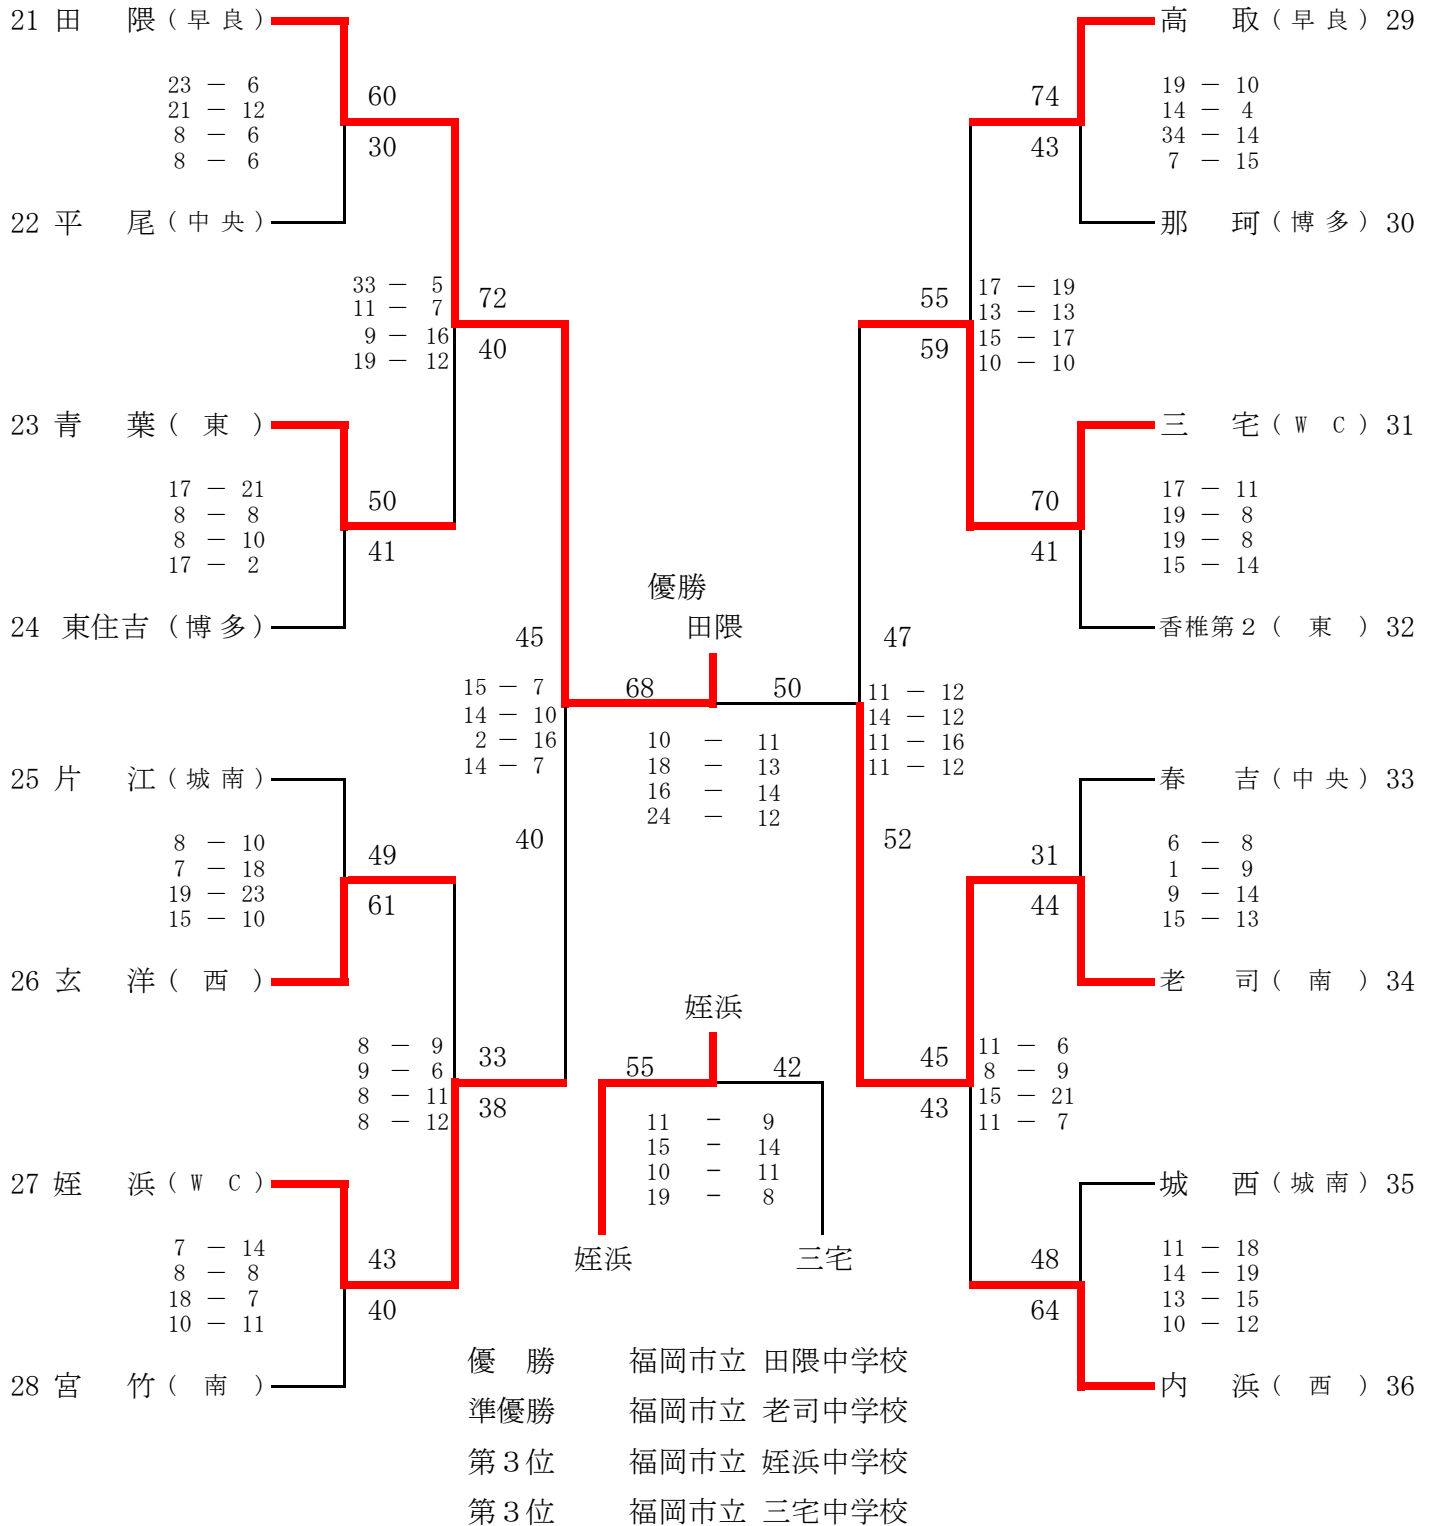 21 田　隈（早良）
23 － 6
21 － 12
8 － 6
8 － 6
60
30
22 平　尾（中央）
33 － 5
11 － 7
9 － 16
19 － 12
72
40
23 青　葉（　東　）
17 － 21
8 － 8
8 － 10
17 － 2
50
41
24 東住吉（博多）
45
15 － 7
14 － 10
2 － 16
14 － 7
40
25 片　江（城南）
8 － 10
7 － 18
19 － 23
15 － 10
49
61
26 玄　洋（　西　）
8 － 9
9 － 6
8 － 11
8 － 12
33
38
27 姪　浜（W C）
7 － 14
8 － 8
18 － 7
10 － 11
43
40
28 宮　竹（　南　）
優勝
田隈
68　50
10 － 11
18 － 13
16 － 14
24 － 12
姪浜
55　42
11 － 9
15 － 14
10 － 11
19 － 8
姪浜　三宅
高　取（早良）29
74
43
19 － 10
14 － 4
34 － 14
7 － 15
那　珂（博多）30
55
59
17 － 19
13 － 13
15 － 17
10 － 10
三　宅（W C）31
70
41
17 － 11
19 － 8
19 － 8
15 － 14
香椎第２（　東　）32
47
11 － 12
14 － 12
11 － 16
11 － 12
52
春　吉（中央）33
31
44
6 － 8
1 － 9
9 － 14
15 － 13
老　司（　南　）34
45
43
11 － 6
8 － 9
15 － 21
11 － 7
城　西（城南）35
48
64
11 － 18
14 － 19
13 － 15
10 － 12
内　浜（　西　）36
優　勝　福岡市立 田隈中学校
準優勝　福岡市立 老司中学校
第３位　福岡市立 姪浜中学校
第３位　福岡市立 三宅中学校